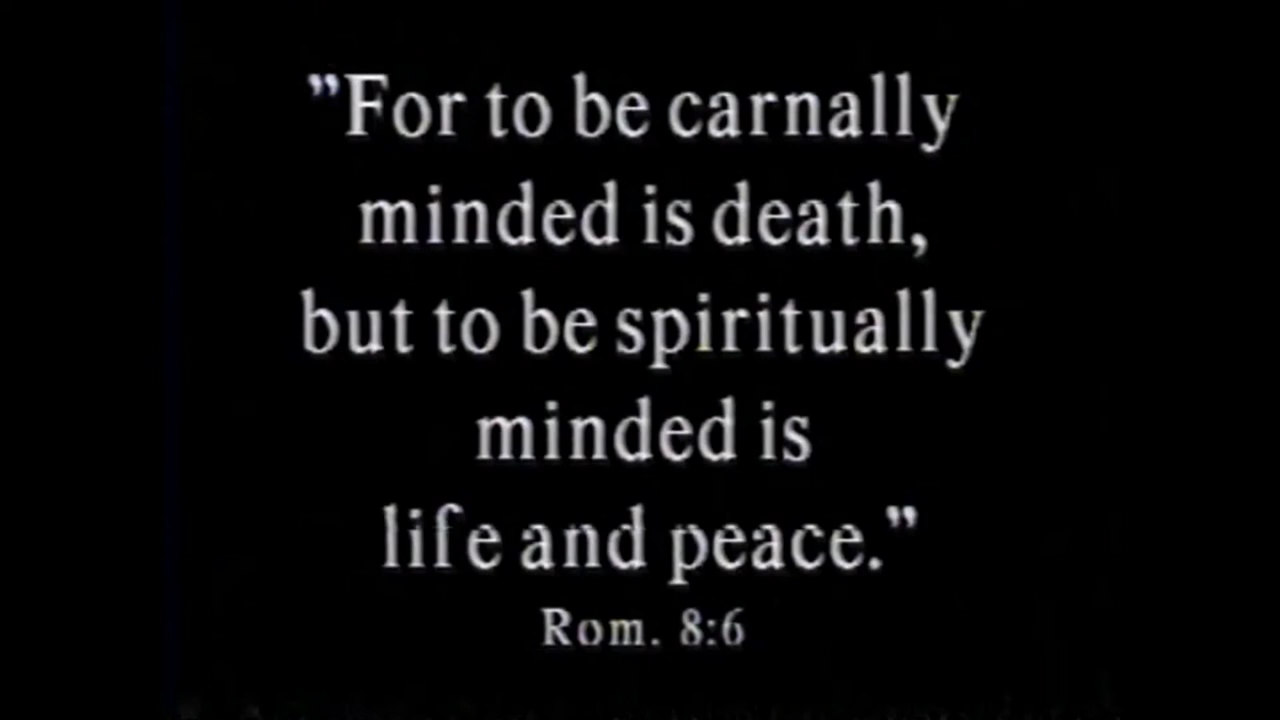 ”For to be carnally
minded is death,
but to be spiritually
minded is
life and peace.”
Rom. 8:6